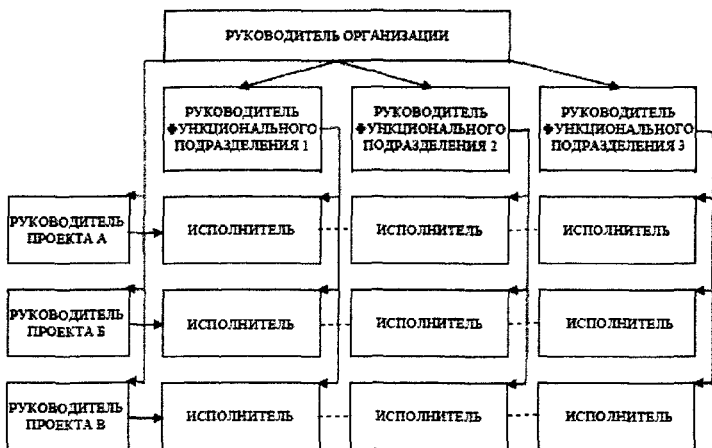 РУКОВОДИТЕЛЬ ОРГАНИЗАЦИИ
РУКОВОДИТЕЛЬ
ФУНКЦИОНАЛЬНОГО
ПОДРАЗДЕЛЕНИЯ 1
РУКОВОДИТЕЛЬ
ФУНКЦИОНАЛЬНОГО
ПОДРАЗДЕЛЕНИЯ 2
РУКОВОДИТЕЛЬ
ФУНКЦИОНАЛЬНОГО
ПОДРАЗДЕЛЕНИЯ 3
РУКОВОДИТЕЛЬ
ПРОЕКТА А
ИСПОЛНИТЕЛЬ
ИСПОЛНИТЕЛЬ
ИСПОЛНИТЕЛЬ
РУКОВОДИТЕЛЬ
ПРОЕКТА Б
ИСПОЛНИТЕЛЬ
ИСПОЛНИТЕЛЬ
ИСПОЛНИТЕЛЬ
РУКОВОДИТЕЛЬ
ПРОЕКТА В
ИСПОЛНИТЕЛЬ
ИСПОЛНИТЕЛЬ
ИСПОЛНИТЕЛЬ